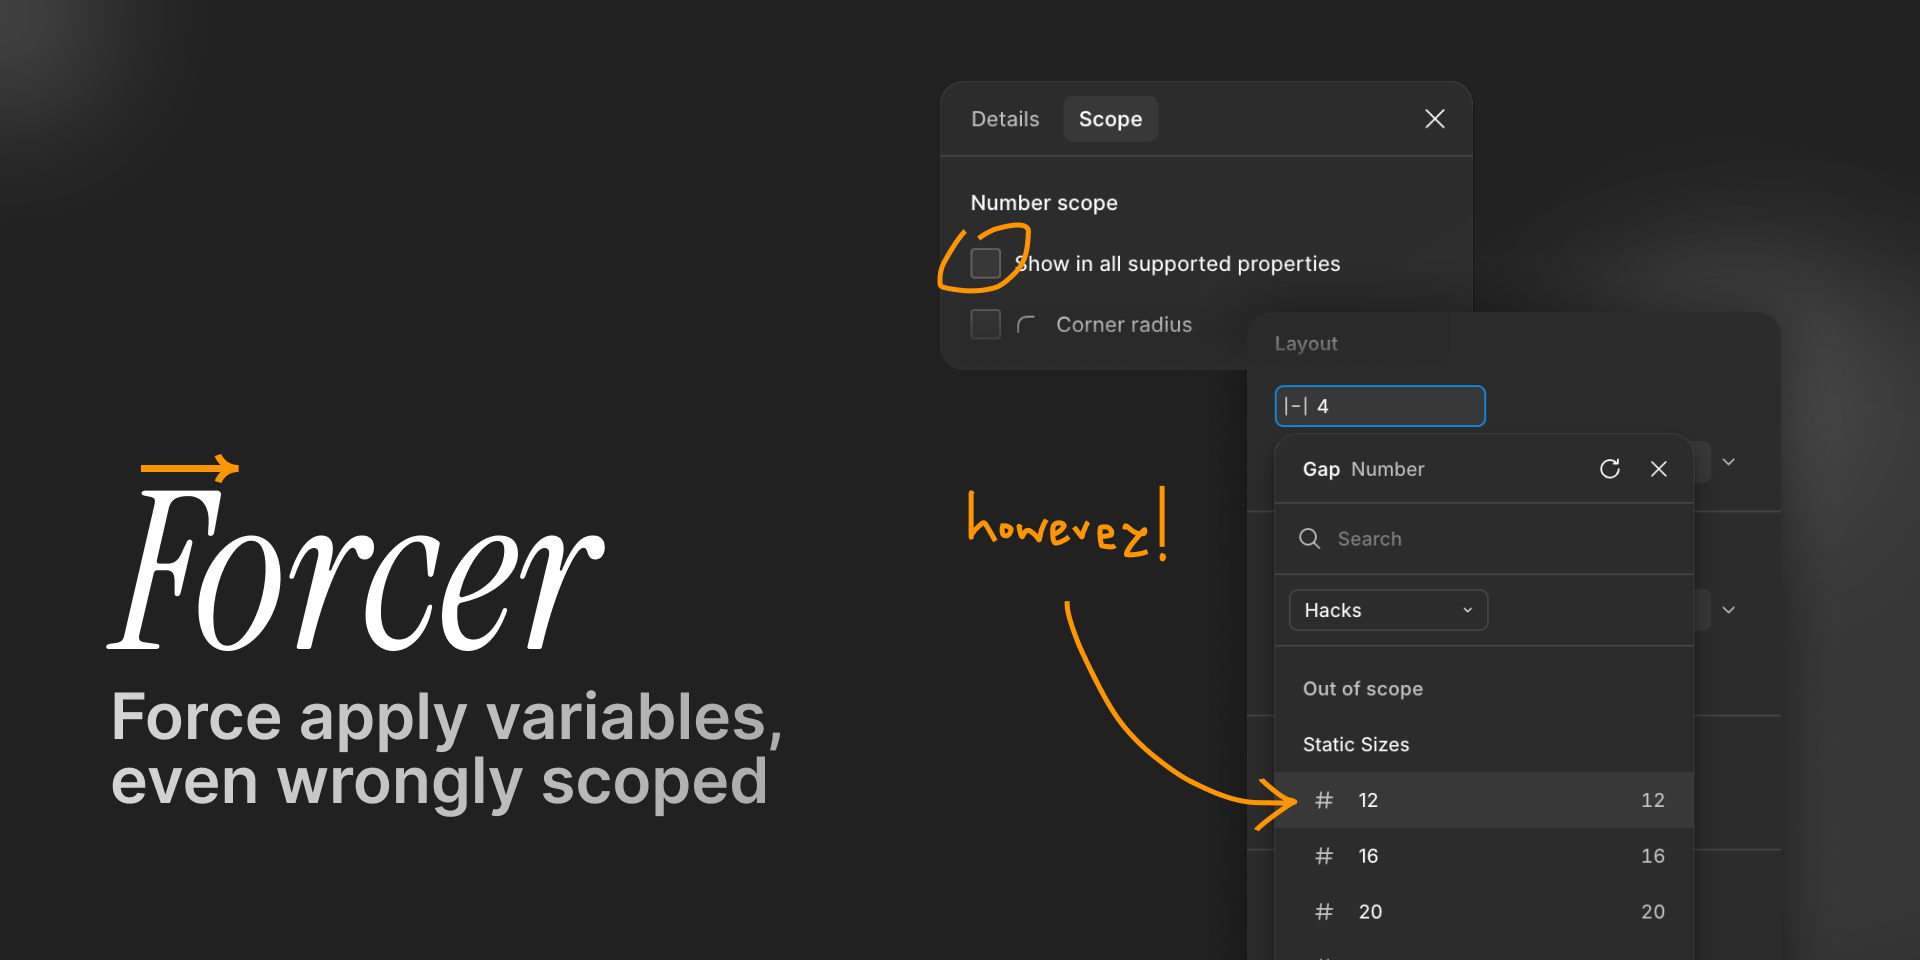 Forcer
Force apply variables,
even wrongly scoped
Details Scope
Number scope
Show in all supported properties
Corner radius
however!
Layout
4
Gap Number
Search
Hacks
Out of scope
Static Sizes
# 12 12
# 16 16
# 20 20